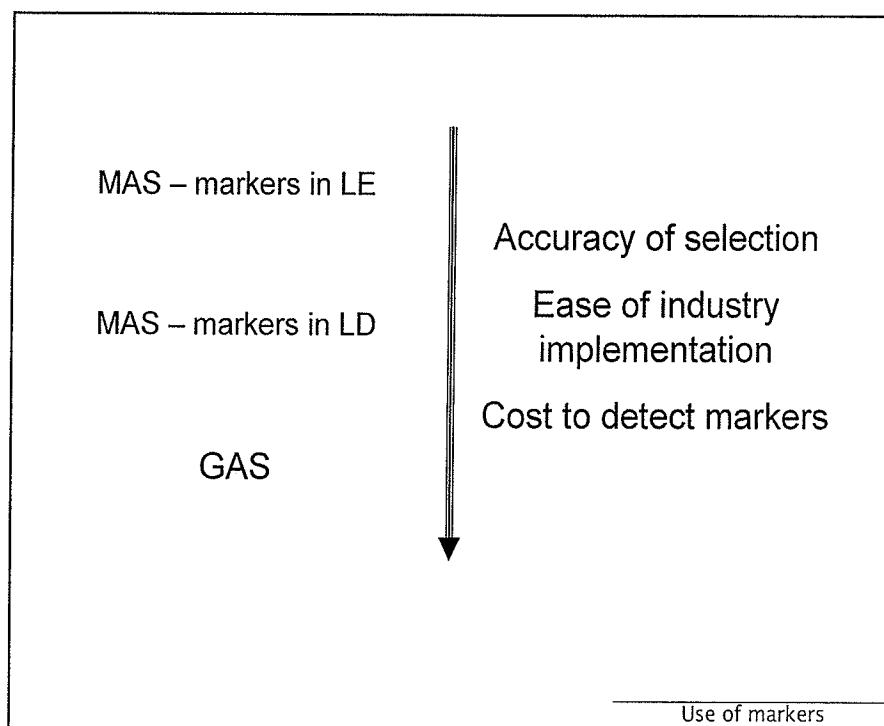 MAS – markers in LE
MAS – markers in LD
GAS
Accuracy of selection
Ease of industry
implementation
Cost to detect markers
Use of markers